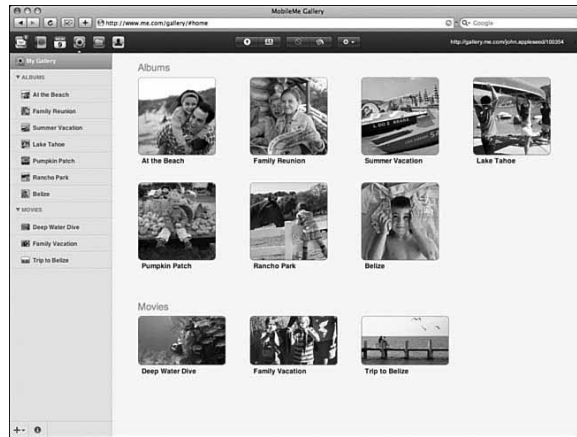 MobileMe Gallery
http://www.me.com/gallery/#home
Google
http://gallery.me.com/john.appleseed/100354
My Gallery
ALBUMS
At the Beach
Family Reunion
Summer Vacation
Lake Tahoe
Pumpkin Patch
Rancho Park
Belize
MOVIES
Deep Water Dive
Family Vacation
Trip to Belize
Albums
At the Beach
Family Reunion
Summer Vacation
Lake Tahoe
Pumpkin Patch
Rancho Park
Belize
Movies
Deep Water Dive
Family Vacation
Trip to Belize